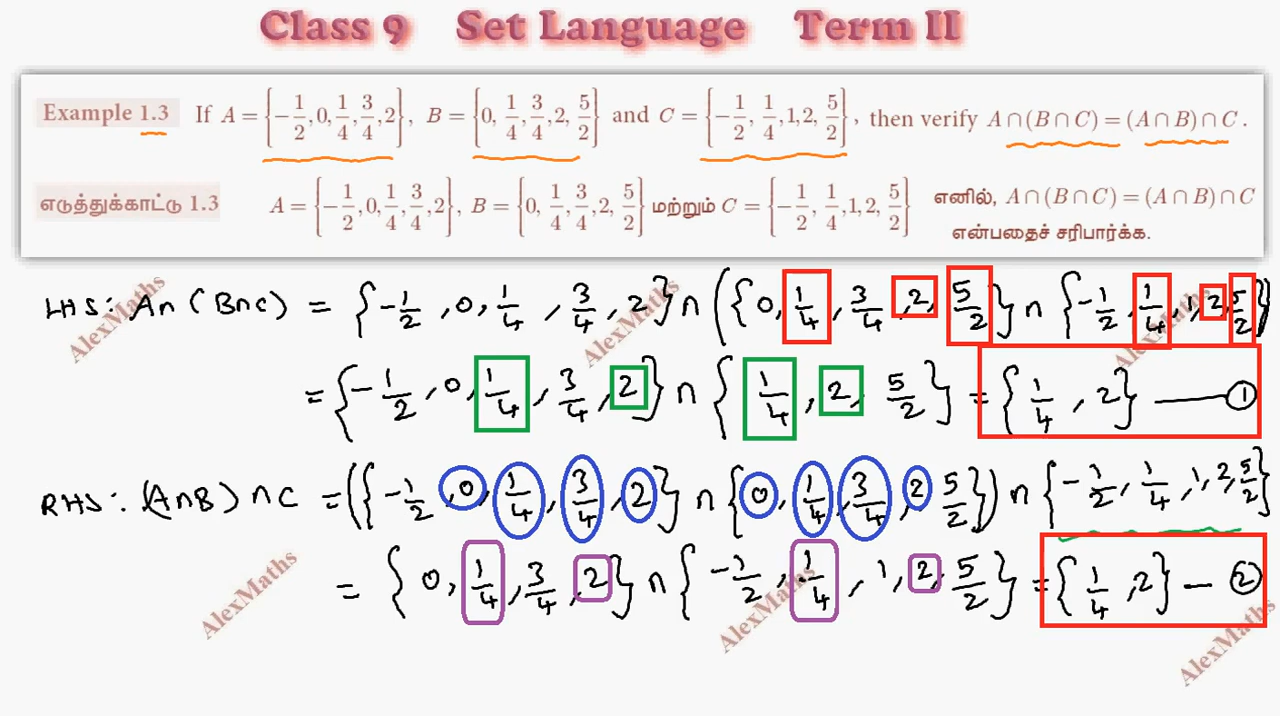 Class 9 Set Language Term II
Example 1.3 If A = {−1/2, 0, 1/4, 3/4, 2}, B = {0, 1/4, 3/4, 2, 5/2} and C = {−1/2, 1/4, 1, 2, 5/2}, then verify A∩(B∩C) = (A∩B)∩C.
எடுத்துக்காட்டு 1.3 A = {−1/2, 0, 1/4, 3/4, 2}, B = {0, 1/4, 3/4, 2, 5/2} மற்றும் C = {−1/2, 1/4, 1, 2, 5/2} எனில், A∩(B∩C) = (A∩B)∩C
என்பதைச் சரிபார்க்க.
LHS: A∩(B∩C) = {−1/2, 0, 1/4, 3/4, 2} ∩ ({0, 1/4, 3/4, 2, 5/2} ∩ {−1/2, 1/4, 1, 2, 5/2})
= {−1/2, 0, 1/4, 3/4, 2} ∩ {1/4, 2, 5/2} = {1/4, 2} — ①
RHS: (A∩B)∩C = ({−1/2, 0, 1/4, 3/4, 2} ∩ {0, 1/4, 3/4, 2, 5/2}) ∩ {−1/2, 1/4, 1, 2, 5/2}
= {0, 1/4, 3/4, 2} ∩ {−1/2, 1/4, 1, 2, 5/2} = {1/4, 2} — ②
AlexMaths
AlexMaths
AlexMaths
AlexMaths
AlexMaths
AlexMaths